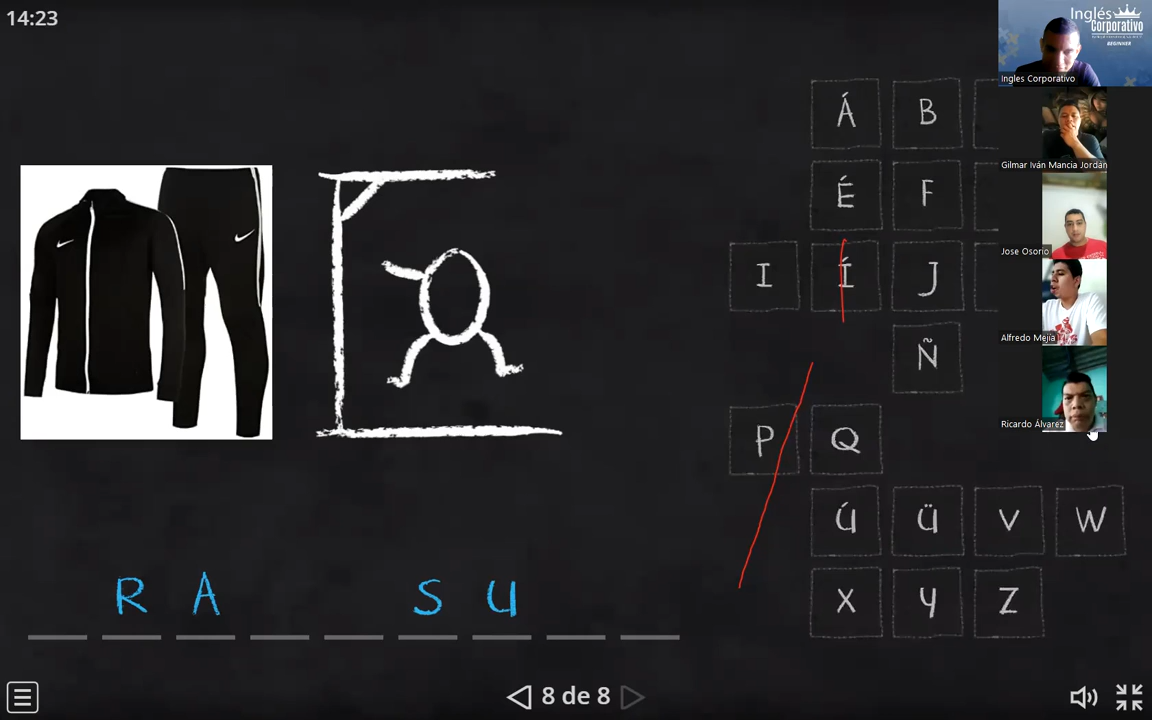 14:23
Inglés
Corporativo
BEGINNER
Ingles Corporativo
Gilmar Iván Mancia Jordán
Jose Osorio
Alfredo Mejia
Ricardo Álvarez
Á B
É F
I Í J
Ñ
P Q
Ú Ü V W
X Y Z
R A S U
8 de 8